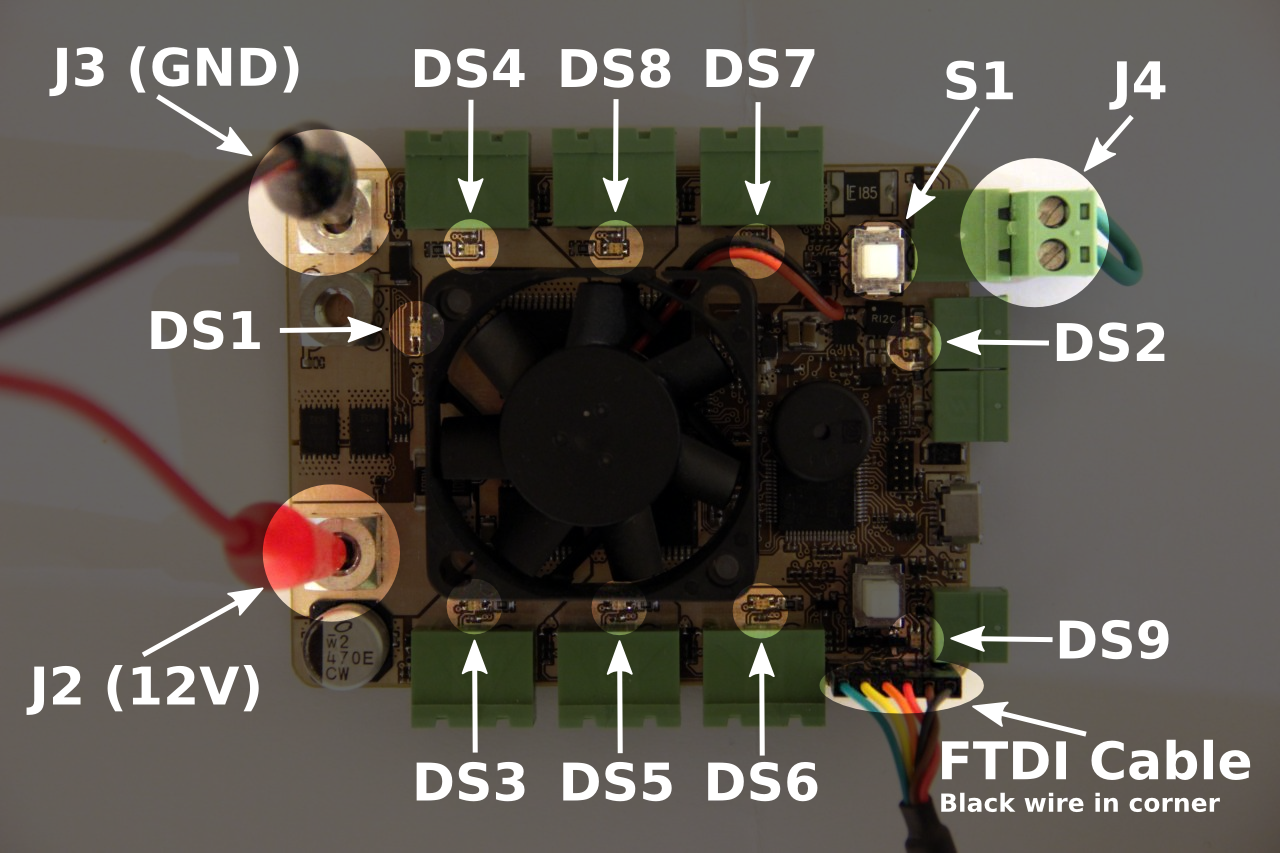 J3 (GND)
DS4
DS8
DS7
S1
J4
E185
DS1
R12C
DS2
W2
470E
CW
J2 (12V)
DS9
DS3
DS5
DS6
FTDI Cable
Black wire in corner